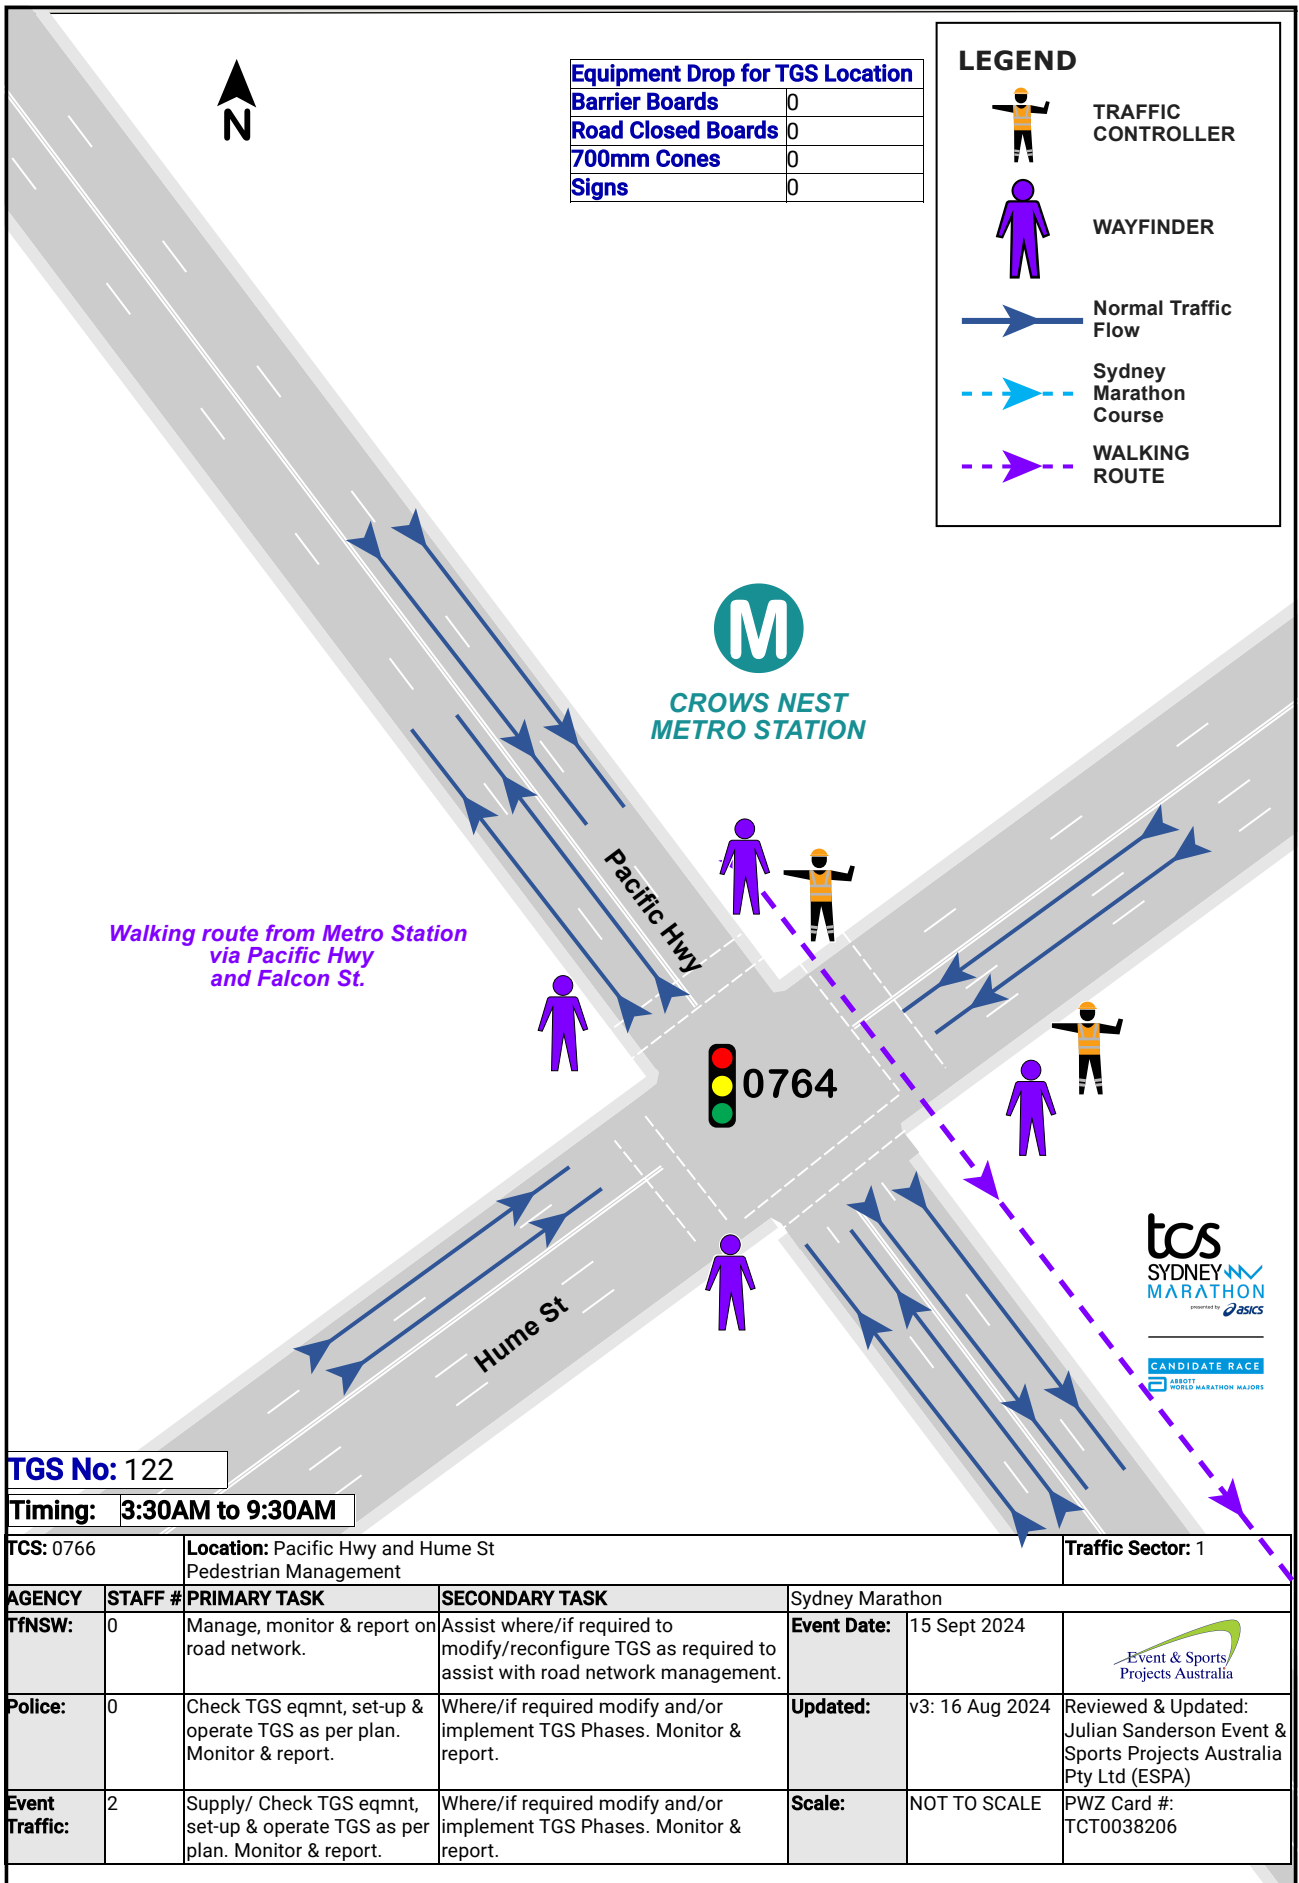 N
Equipment Drop for TGS Location
Barrier Boards 0
Road Closed Boards 0
700mm Cones 0
Signs 0
LEGEND
TRAFFIC
CONTROLLER
WAYFINDER
Normal Traffic
Flow
Sydney
Marathon
Course
WALKING
ROUTE
M
CROWS NEST
METRO STATION
Pacific Hwy
Walking route from Metro Station
via Pacific Hwy
and Falcon St.
0764
Hume St
tcs
SYDNEY
MARATHON
presented by asics
CANDIDATE RACE
ABBOTT
WORLD MARATHON MAJORS
TGS No: 122
Timing: 3:30AM to 9:30AM
TCS: 0766
Location: Pacific Hwy and Hume St
Pedestrian Management
Traffic Sector: 1
AGENCY STAFF # PRIMARY TASK SECONDARY TASK Sydney Marathon
TfNSW: 0
Manage, monitor & report on
road network.
Assist where/if required to
modify/reconfigure TGS as required to
assist with road network management.
Event Date: 15 Sept 2024
Event & Sports
Projects Australia
Police: 0
Check TGS eqmnt, set-up &
operate TGS as per plan.
Monitor & report.
Where/if required modify and/or
implement TGS Phases. Monitor &
report.
Updated: v3: 16 Aug 2024
Reviewed & Updated:
Julian Sanderson Event &
Sports Projects Australia
Pty Ltd (ESPA)
Event
Traffic:
2
Supply/ Check TGS eqmnt,
set-up & operate TGS as per
plan. Monitor & report.
Where/if required modify and/or
implement TGS Phases. Monitor &
report.
Scale: NOT TO SCALE
PWZ Card #:
TCT0038206